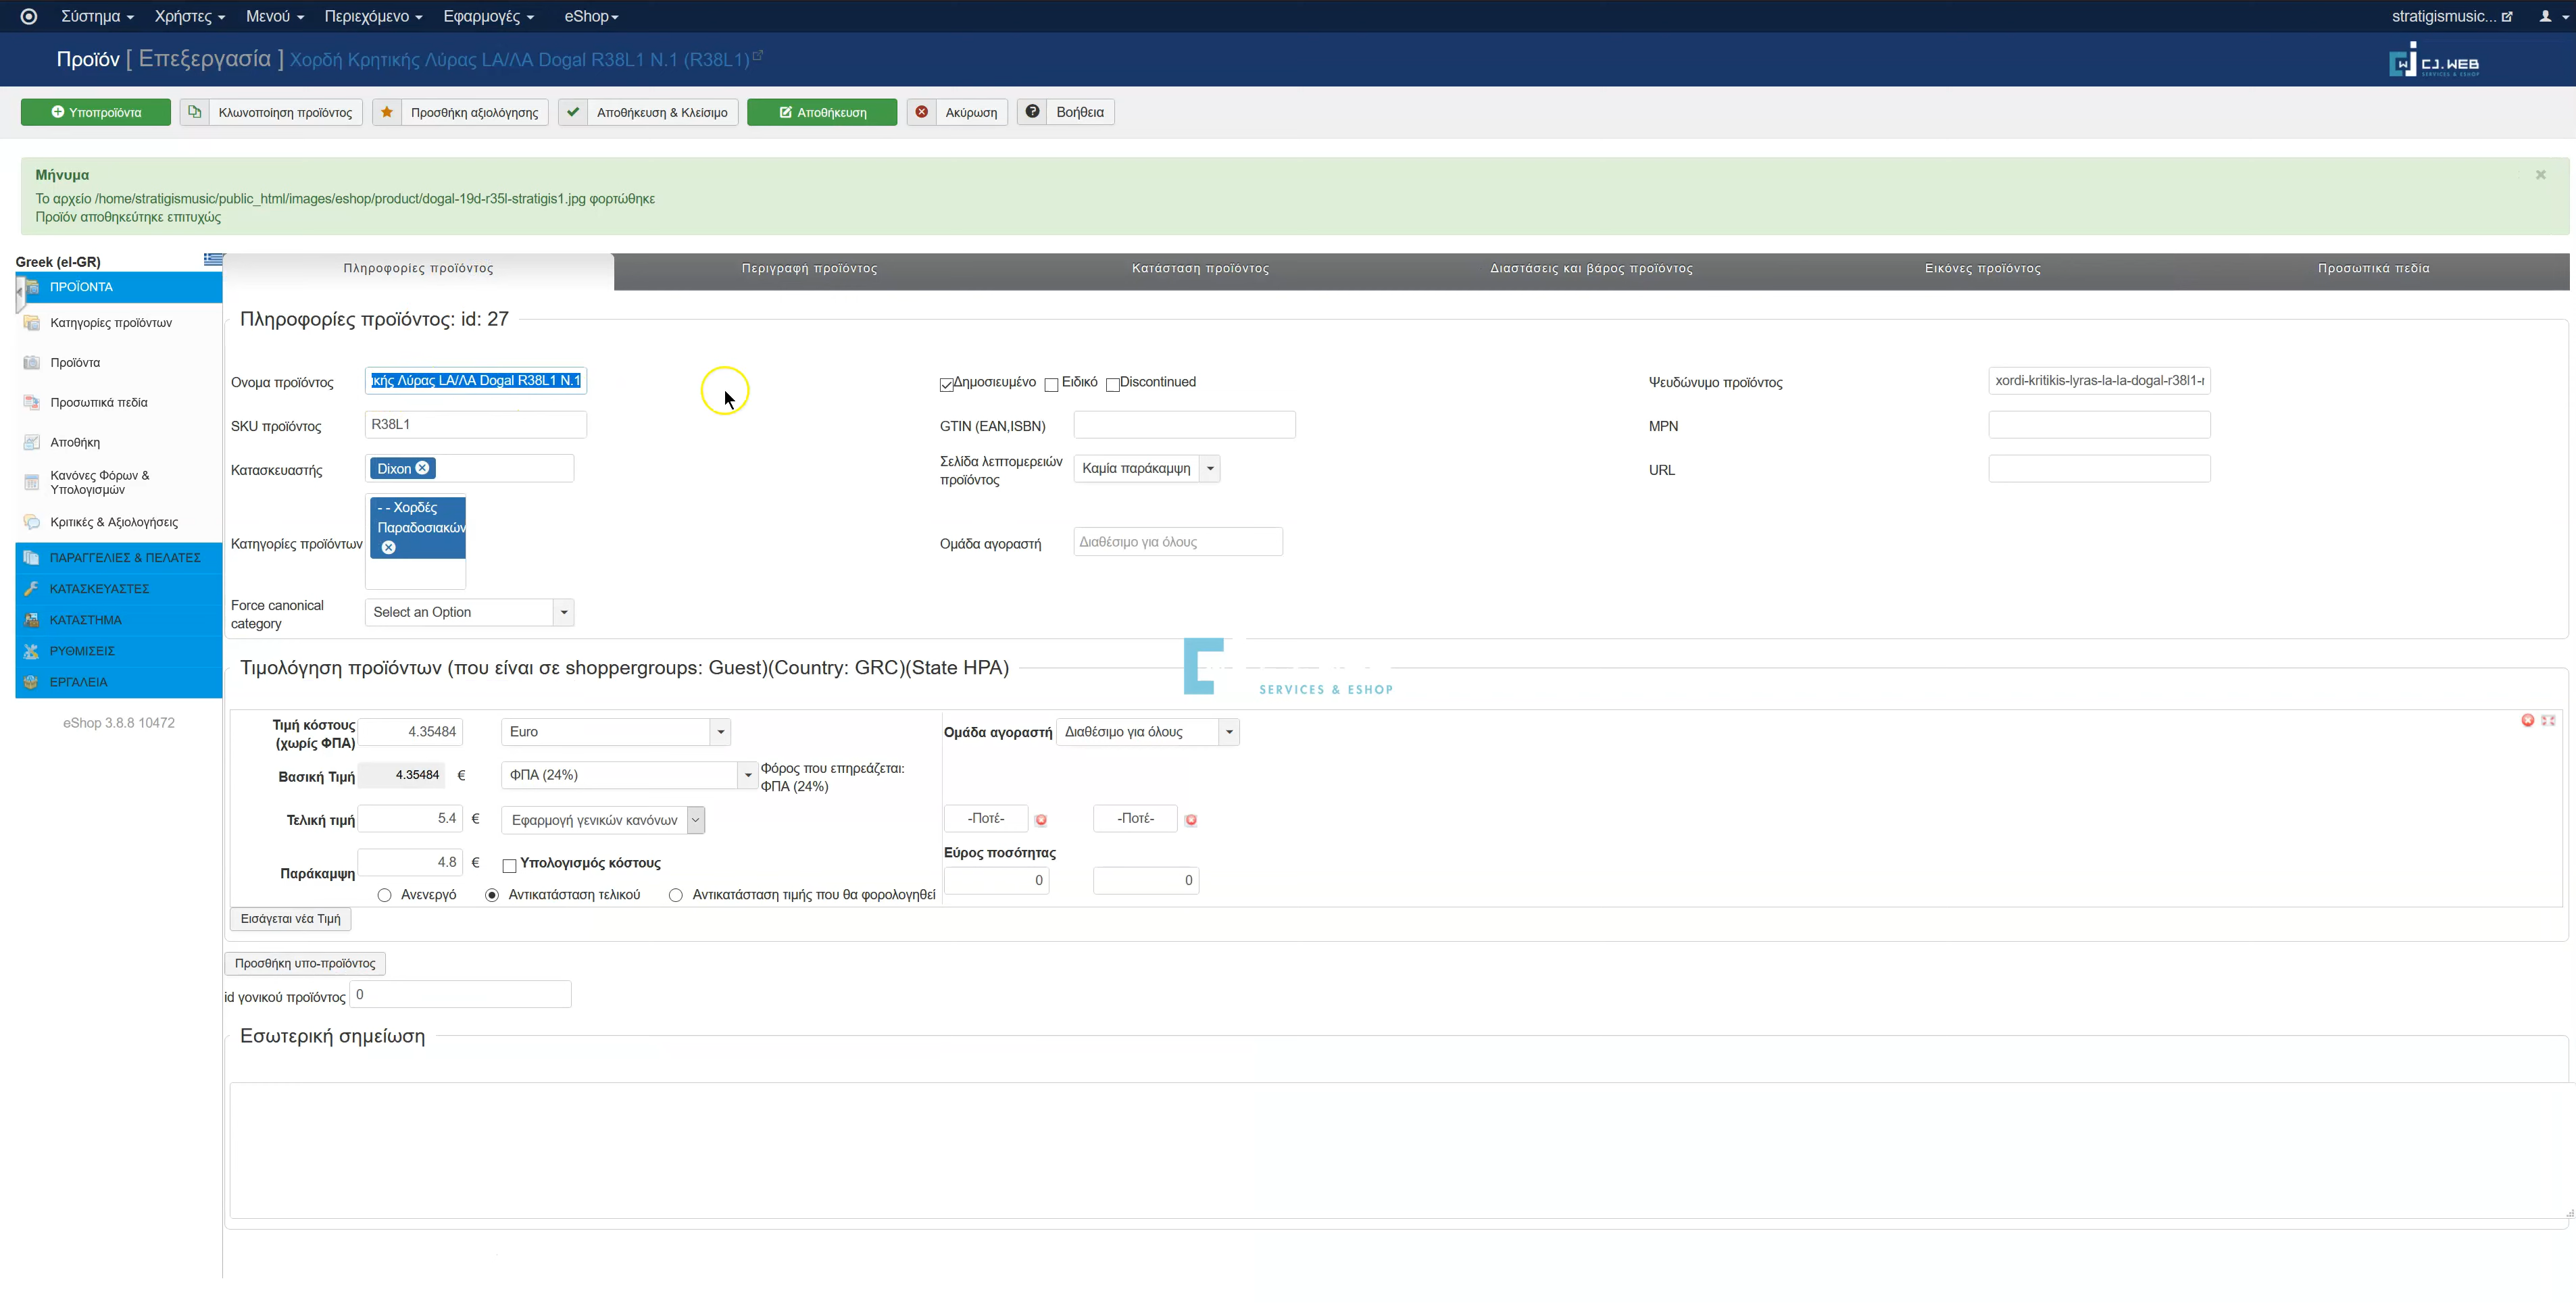 Σύστημα Χρήστες Μενού Περιεχόμενο Εφαρμογές eShop stratigismusic...
Προϊόν [ Επεξεργασία ] Χορδή Κρητικής Λύρας LA/ΛΑ Dogal R38L1 N.1 (R38L1)
CJ.WEB
SERVICES & ESHOP
Υποπροϊόντα Κλωνοποίηση προϊόντος Προσθήκη αξιολόγησης Αποθήκευση & Κλείσιμο Αποθήκευση Ακύρωση Βοήθεια
Μήνυμα
Το αρχείο /home/stratigismusic/public_html/images/eshop/product/dogal-19d-r35l-stratigis1.jpg φορτώθηκε
Προϊόν αποθηκεύτηκε επιτυχώς
Greek (el-GR)
ΠΡΟΪΟΝΤΑ
Κατηγορίες προϊόντων
Προϊόντα
Προσωπικά πεδία
Αποθήκη
Κανόνες Φόρων &
Υπολογισμών
Κριτικές & Αξιολογήσεις
ΠΑΡΑΓΓΕΛΙΕΣ & ΠΕΛΑΤΕΣ
ΚΑΤΑΣΚΕΥΑΣΤΕΣ
ΚΑΤΑΣΤΗΜΑ
ΡΥΘΜΙΣΕΙΣ
ΕΡΓΑΛΕΙΑ
eShop 3.8.8 10472
Πληροφορίες προϊόντος Περιγραφή προϊόντος Κατάσταση προϊόντος Διαστάσεις και βάρος προϊόντος Εικόνες προϊόντος Προσωπικά πεδία
Πληροφορίες προϊόντος: id: 27
Ονομα προϊόντος ικής Λύρας LA/ΛΑ Dogal R38L1 N.1 Δημοσιευμένο Ειδικό Discontinued Ψευδώνυμο προϊόντος xordi-kritikis-lyras-la-la-dogal-r38l1-r
SKU προϊόντος R38L1 GTIN (EAN,ISBN) MPN
Κατασκευαστής Dixon Σελίδα λεπτομερειών προϊόντος Καμία παράκαμψη URL
Κατηγορίες προϊόντων - - Χορδές Παραδοσιακών Ομάδα αγοραστή Διαθέσιμο για όλους
Force canonical category Select an Option
Τιμολόγηση προϊόντων (που είναι σε shoppergroups: Guest)(Country: GRC)(State HPA)
SERVICES & ESHOP
Τιμή κόστους (χωρίς ΦΠΑ) 4.35484 Euro Ομάδα αγοραστή Διαθέσιμο για όλους
Βασική Τιμή 4.35484 € ΦΠΑ (24%) Φόρος που επηρεάζεται: ΦΠΑ (24%)
Τελική τιμή 5.4 € Εφαρμογή γενικών κανόνων -Ποτέ- -Ποτέ-
Παράκαμψη 4.8 € Υπολογισμός κόστους Εύρος ποσότητας
Ανενεργό Αντικατάσταση τελικού Αντικατάσταση τιμής που θα φορολογηθεί 0 0
Εισάγεται νέα Τιμή
Προσθήκη υπο-προϊόντος
id γονικού προϊόντος 0
Εσωτερική σημείωση